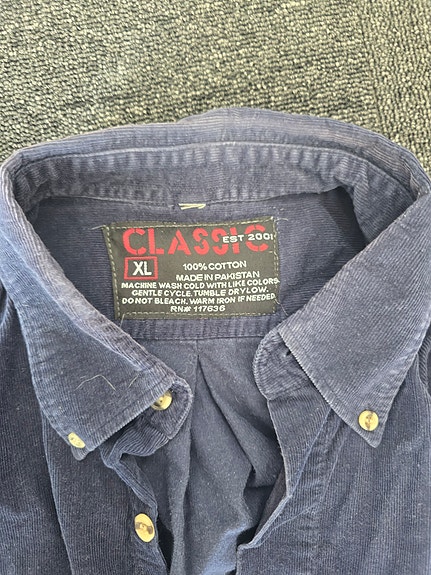 CLASSIC
EST 2001
XL
100% COTTON
MADE IN PAKISTAN
MACHINE WASH COLD WITH LIKE COLORS
GENTLE CYCLE, TUMBLE DRY LOW.
DO NOT BLEACH. WARM IRON IF NEEDED
RN# 117636